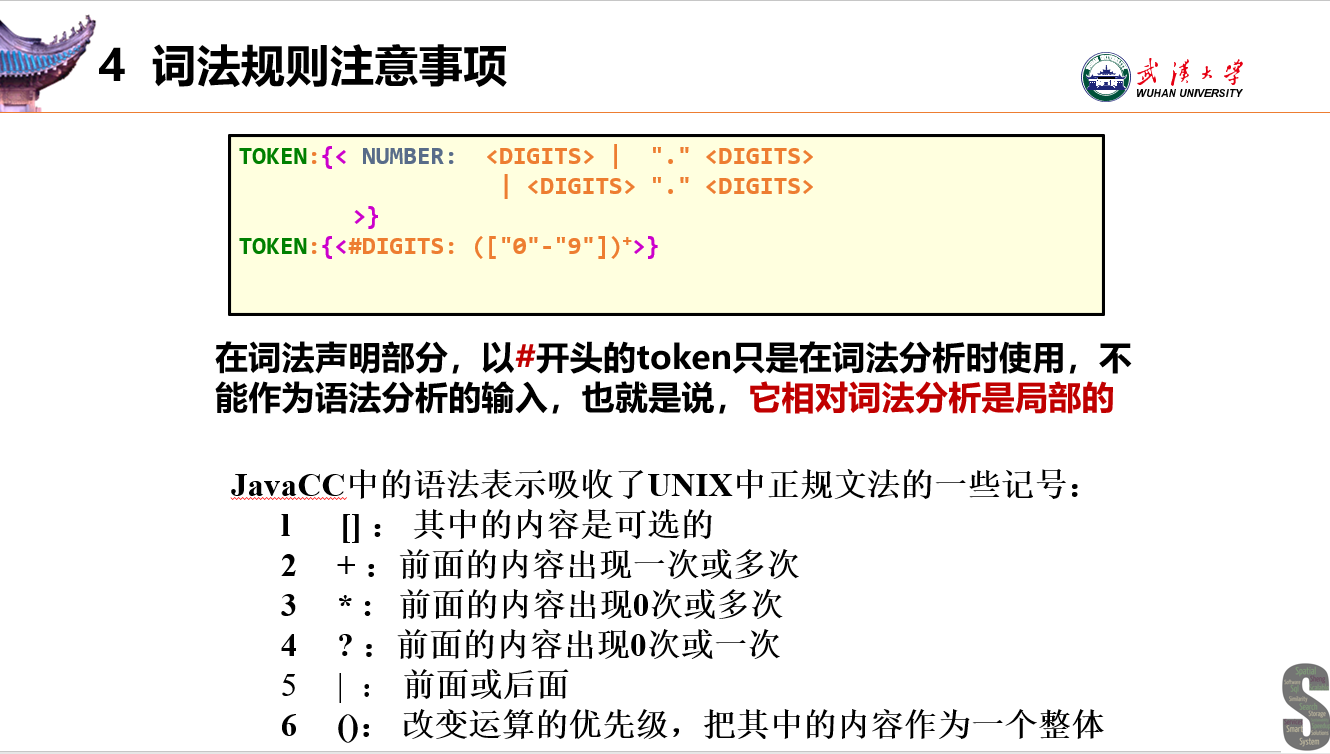 4 词法规则注意事项
武汉大学
WUHAN UNIVERSITY
TOKEN:{< NUMBER: <DIGITS> | "." <DIGITS>
| <DIGITS> "." <DIGITS>
>}
TOKEN:{<#DIGITS: (["0"-"9"])+>}
在词法声明部分，以#开头的token只是在词法分析时使用，不
能作为语法分析的输入，也就是说，它相对词法分析是局部的
JavaCC中的语法表示吸收了UNIX中正规文法的一些记号：
l []： 其中的内容是可选的
2 +：前面的内容出现一次或多次
3 *： 前面的内容出现0次或多次
4 ?：前面的内容出现0次或一次
5 |： 前面或后面
6 ()： 改变运算的优先级，把其中的内容作为一个整体